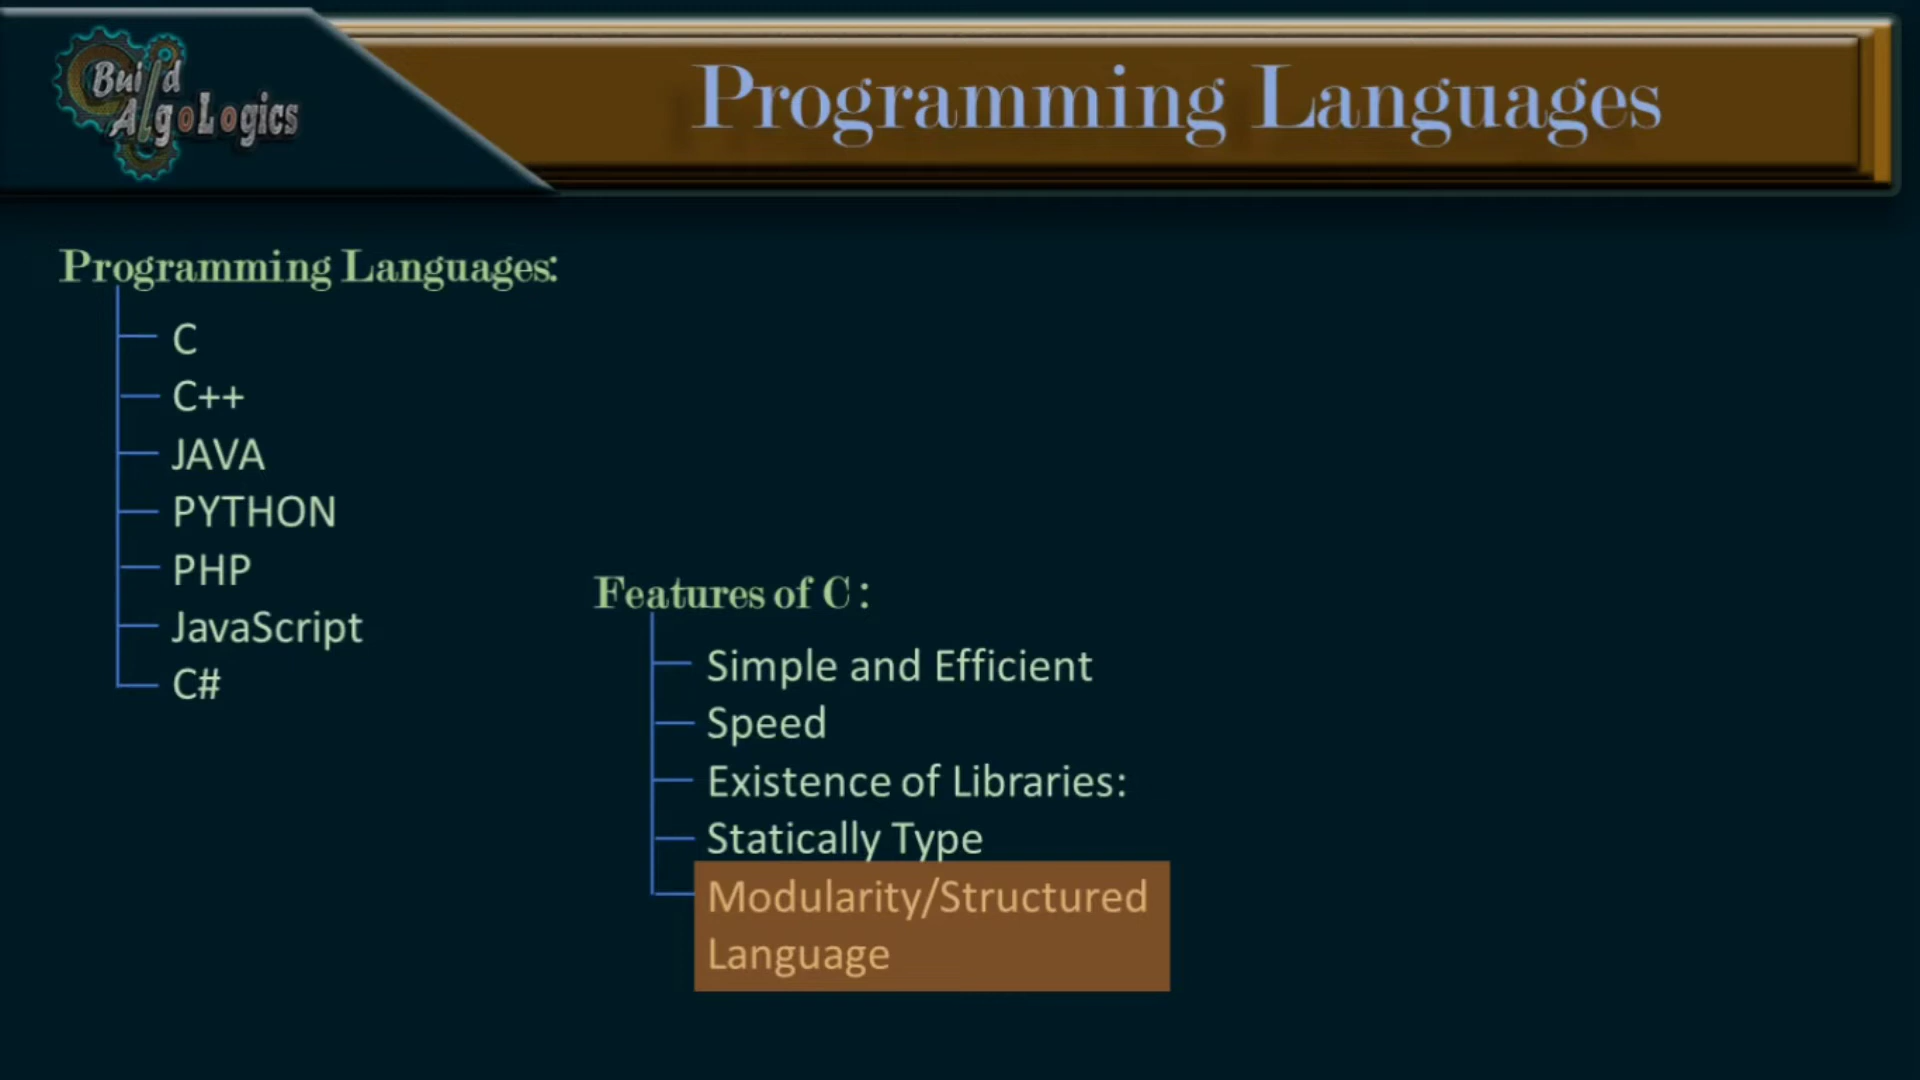 Build
AlgoLogics
Programming Languages
Programming Languages:
C
C++
JAVA
PYTHON
PHP
JavaScript
C#
Features of C :
Simple and Efficient
Speed
Existence of Libraries:
Statically Type
Modularity/Structured
Language